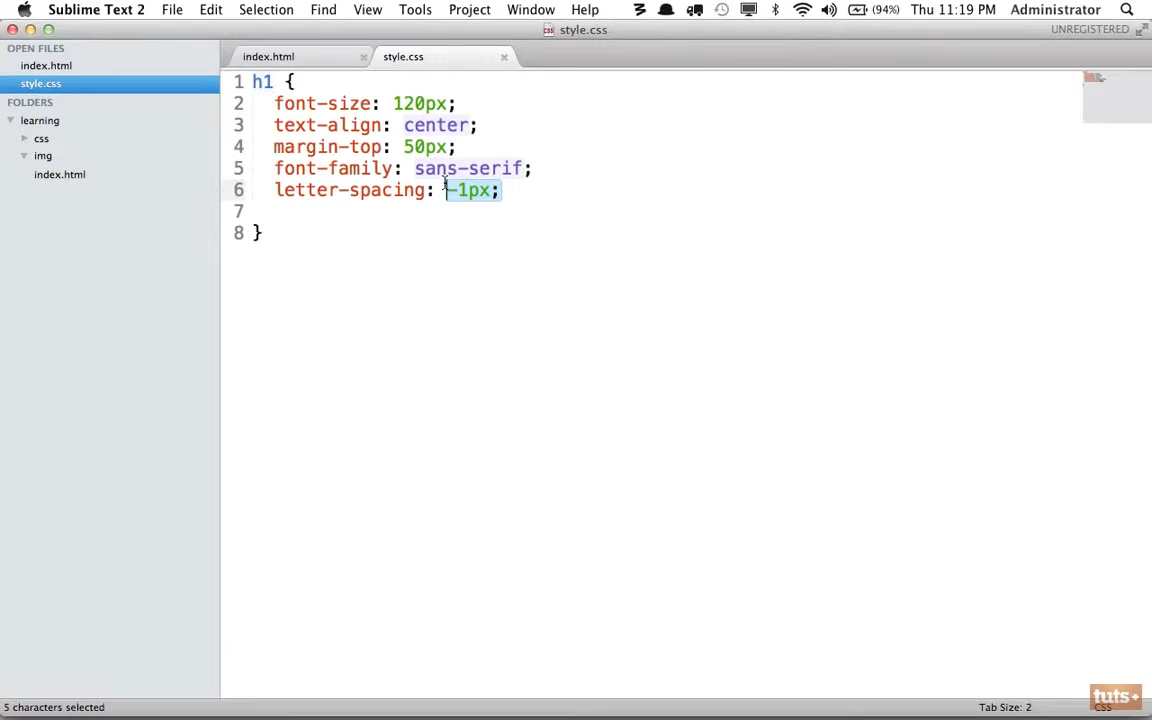 Sublime Text 2 File Edit Selection Find View Tools Project Window Help (94%) Thu 11:19 PM Administrator
style.css
UNREGISTERED
OPEN FILES
index.html
style.css
FOLDERS
learning
css
img
index.html
index.html
style.css
1 h1 {
2 font-size: 120px;
3 text-align: center;
4 margin-top: 50px;
5 font-family: sans-serif;
6 letter-spacing: -1px;
7
8 }
5 characters selected
Tab Size: 2
CSS
tuts+